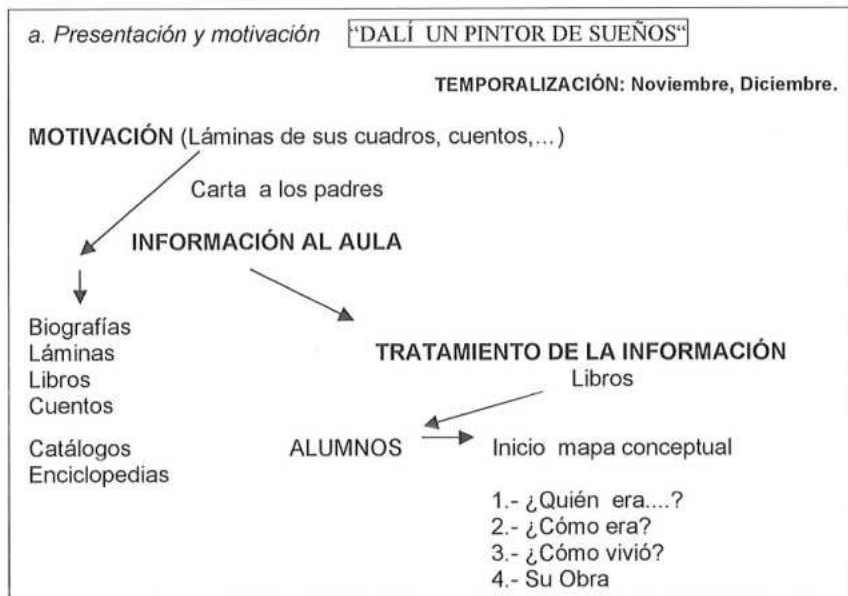 a. Presentación y motivación “DALÍ UN PINTOR DE SUEÑOS“
TEMPORALIZACIÓN: Noviembre, Diciembre.
MOTIVACIÓN (Láminas de sus cuadros, cuentos,...)
Carta a los padres
INFORMACIÓN AL AULA
Biografías
Láminas
Libros
Cuentos
Catálogos
Enciclopedias
TRATAMIENTO DE LA INFORMACIÓN
Libros
ALUMNOS
Inicio mapa conceptual
1.- ¿Quién era....?
2.- ¿Cómo era?
3.- ¿Cómo vivió?
4.- Su Obra